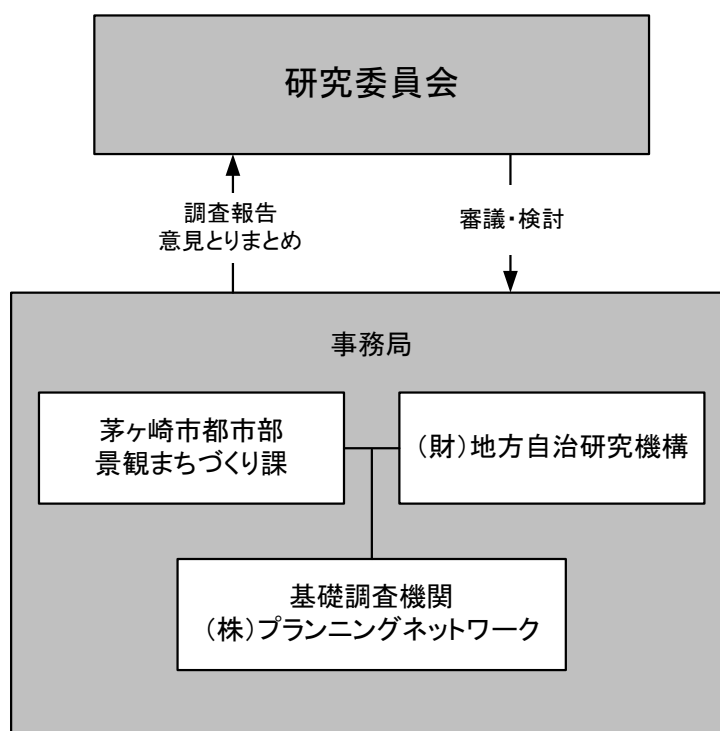 研究委員会
調査報告
意見とりまとめ
審議・検討
事務局
茅ヶ崎市都市部
景観まちづくり課
(財)地方自治研究機構
基礎調査機関
(株)プランニングネットワーク